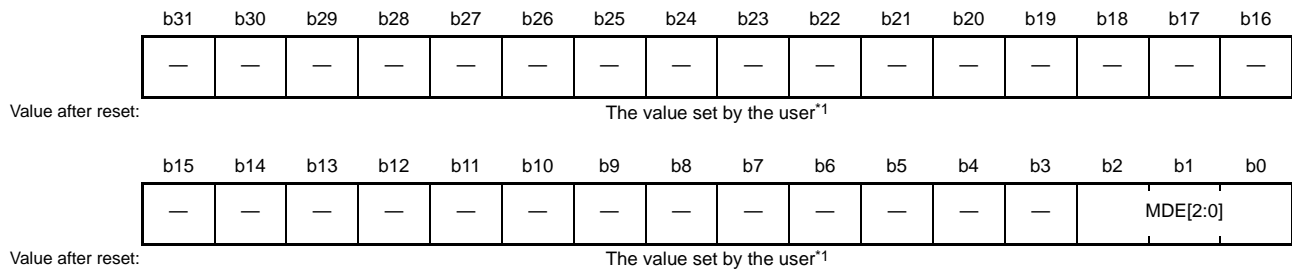 b31 b30 b29 b28 b27 b26 b25 b24 b23 b22 b21 b20 b19 b18 b17 b16
— — — — — — — — — — — — — — — —
Value after reset: The value set by the user*1
b15 b14 b13 b12 b11 b10 b9 b8 b7 b6 b5 b4 b3 b2 b1 b0
— — — — — — — — — — — — — MDE[2:0]
Value after reset: The value set by the user*1